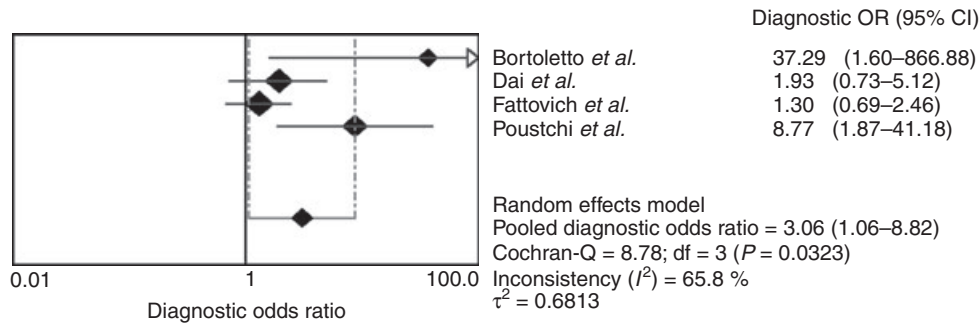 Diagnostic OR (95% CI)
Bortoletto et al. 37.29 (1.60–866.88)
Dai et al. 1.93 (0.73–5.12)
Fattovich et al. 1.30 (0.69–2.46)
Poustchi et al. 8.77 (1.87–41.18)
Random effects model
Pooled diagnostic odds ratio = 3.06 (1.06–8.82)
Cochran-Q = 8.78; df = 3 (P = 0.0323)
Inconsistency (I²) = 65.8 %
τ² = 0.6813
0.01 1 100.0
Diagnostic odds ratio